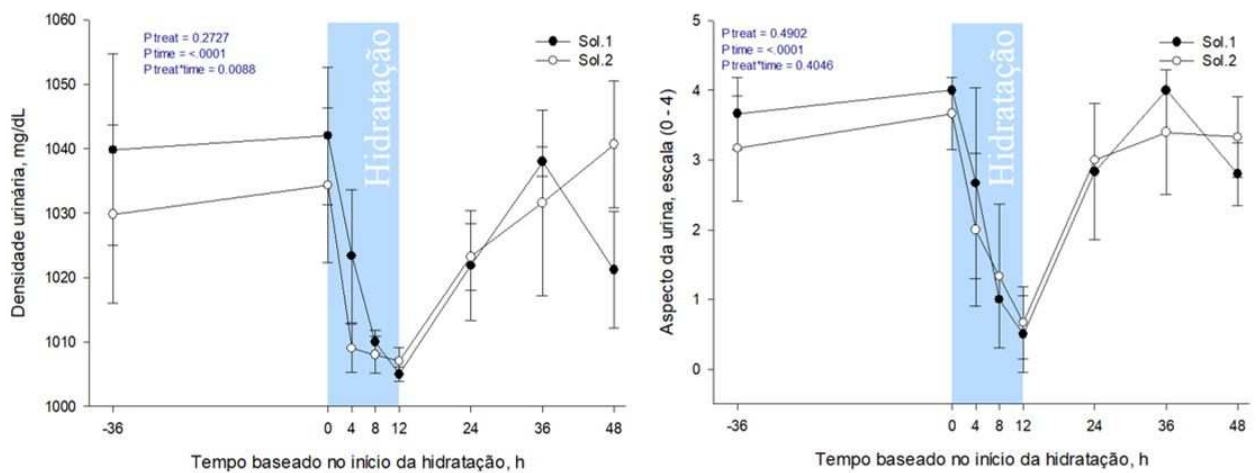 1060
1050
1040
1030
1020
1010
1000
Densidade urinária, mg/dL
P treat = 0.2727
P time = <.0001
P treat*time = 0.0088
Hidratação
Sol.1
Sol.2
-36 0 4 8 12 24 36 48
Tempo baseado no início da hidratação, h
5
4
3
2
1
0
Aspecto da urina, escala (0 - 4)
P treat = 0.4902
P time = <.0001
P treat*time = 0.4046
Hidratação
Sol.1
Sol.2
-36 0 4 8 12 24 36 48
Tempo baseado no início da hidratação, h